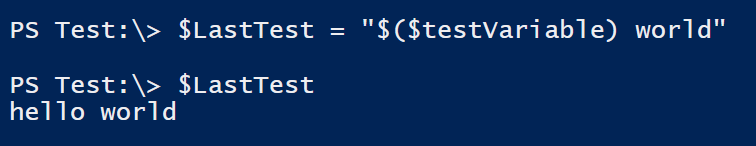 PS Test:\> $LastTest = "$($testVariable) world"
PS Test:\> $LastTest
hello world